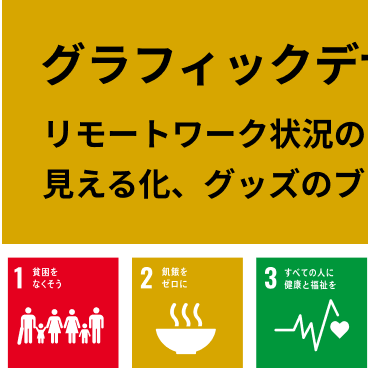 グラフィックデ
リモートワーク状況の
見える化、グッズのブ
1 貧困を
なくそう
2 飢餓を
ゼロに
3 すべての人に
健康と福祉を